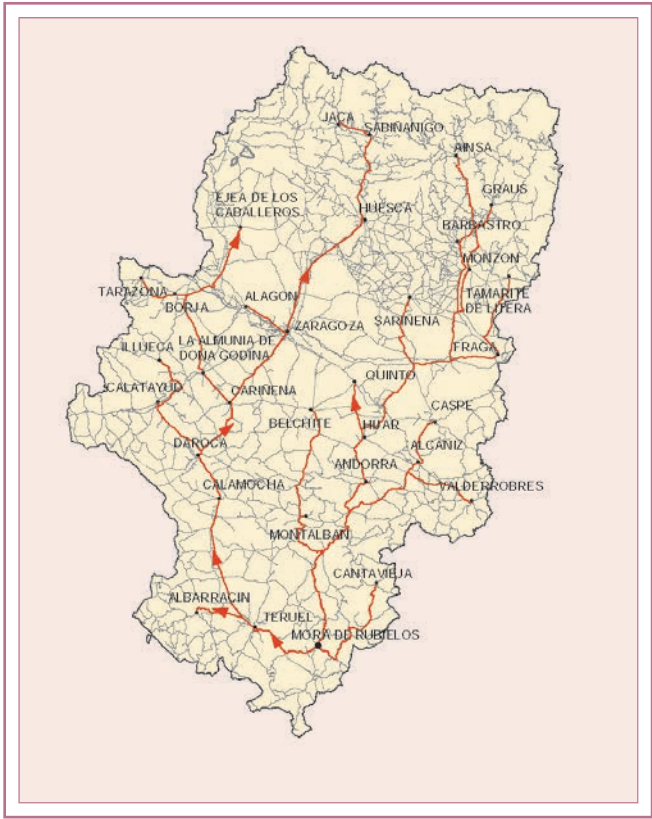 JACA
SABIÑANIGO
AINSA
GRAUS
EJEA DE LOS
CABALLEROS
HUESCA
BARBASTRO
MONZON
TARAZONA
BORJA
ALAGON
TAMARITE
DE LITERA
ZARAGOZA
SARIÑENA
ILLUECA
LA ALMUNIA DE
DOÑA GODINA
FRAGA
CALATAYUD
CARIÑENA
QUINTO
BELCHITE
HIJAR
CASPE
DAROCA
ALCAÑIZ
ANDORRA
CALAMOCHA
VALDERROBRES
MONTALBAN
CANTAVIEJA
ALBARRACIN
TERUEL
MORA DE RUBIELOS